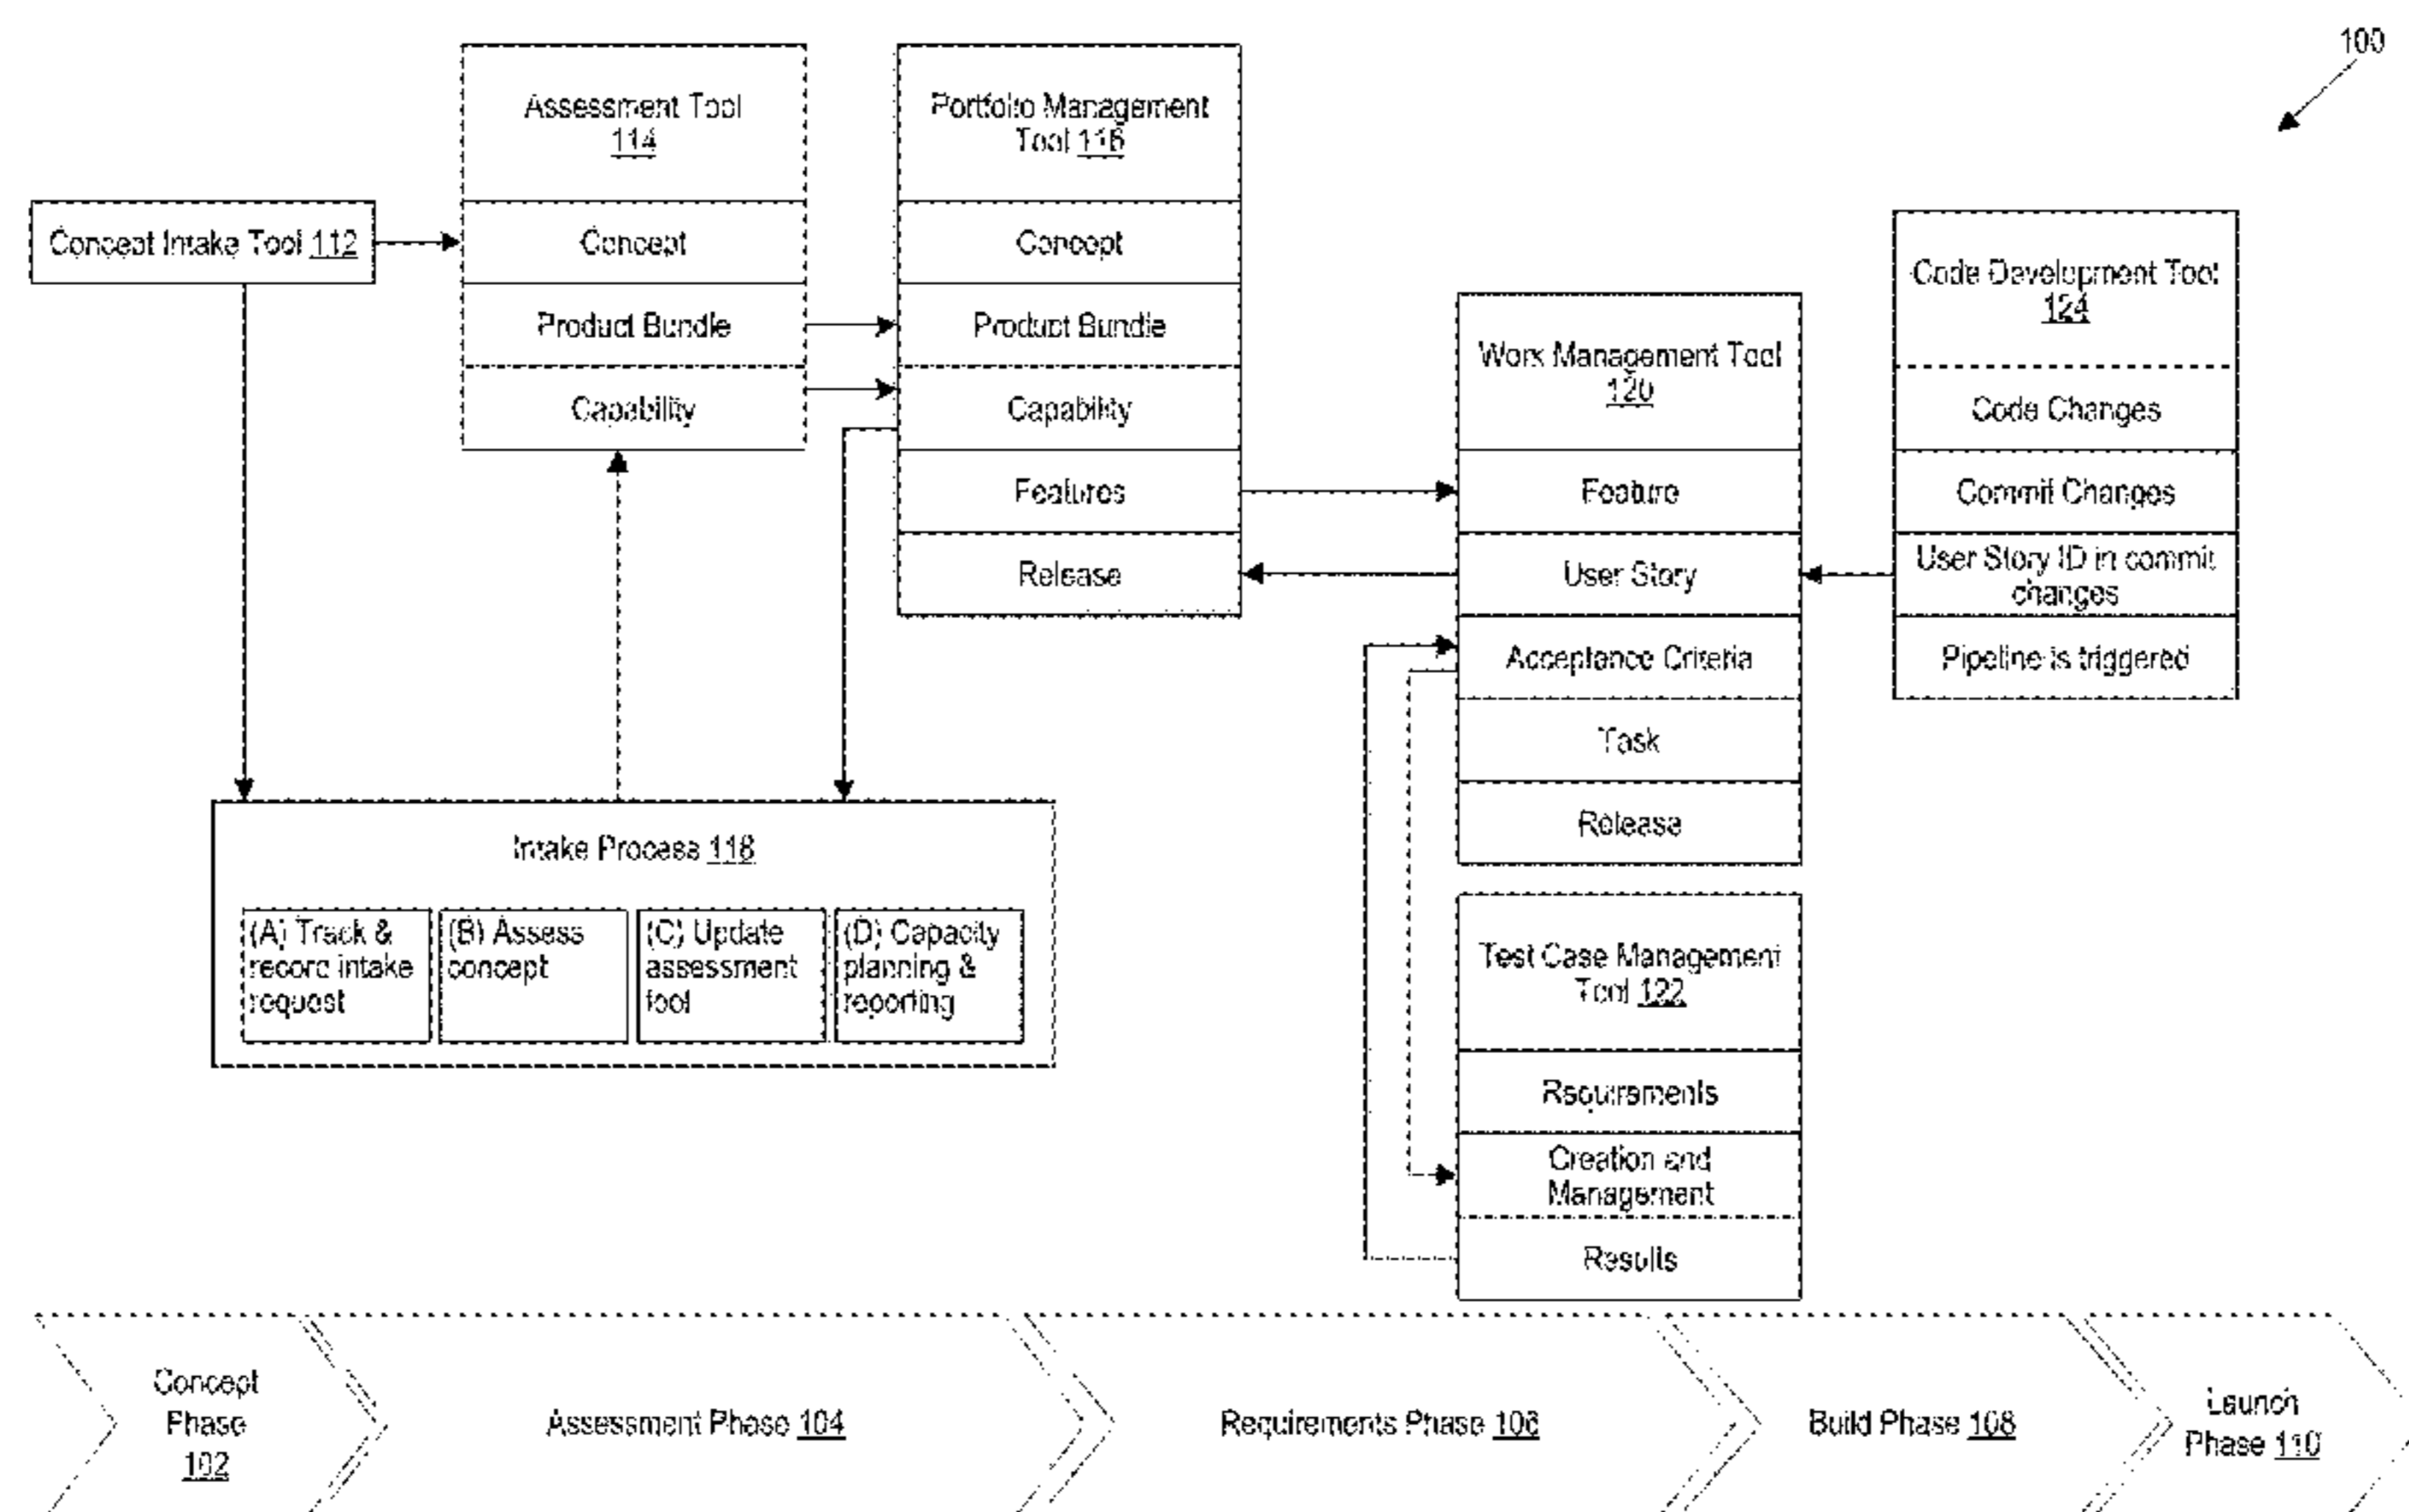 100
Assessment Tool
114
Concept
Product Bundle
Capability
Portfolio Management
Tool 116
Concept
Product Bundle
Capability
Features
Release
Concept Intake Tool 112
Work Management Tool
120
Feature
User Story
Acceptance Criteria
Task
Release
Code Development Tool
124
Code Changes
Commit Changes
User Story ID in commit
changes
Pipeline is triggered
Intake Process 118
(A) Track &
record intake
request
(B) Assess
concept
(C) Update
assessment
tool
(D) Capacity
planning &
reporting
Test Case Management
Tool 122
Requirements
Creation and
Management
Results
Concept
Phase
102
Assessment Phase 104
Requirements Phase 106
Build Phase 108
Launch
Phase 110